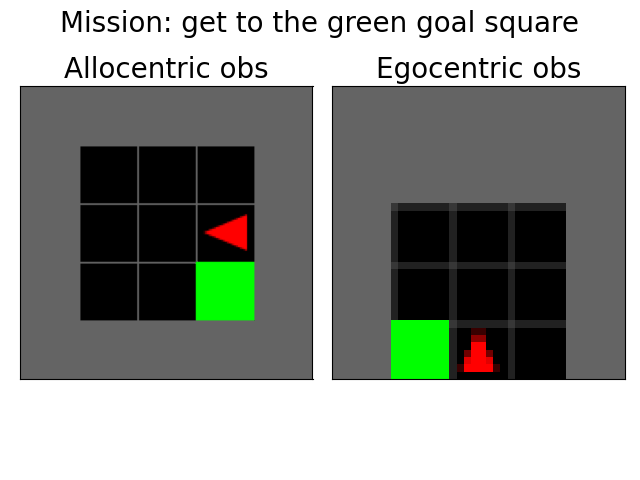 Mission: get to the green goal square
Allocentric obs
Egocentric obs